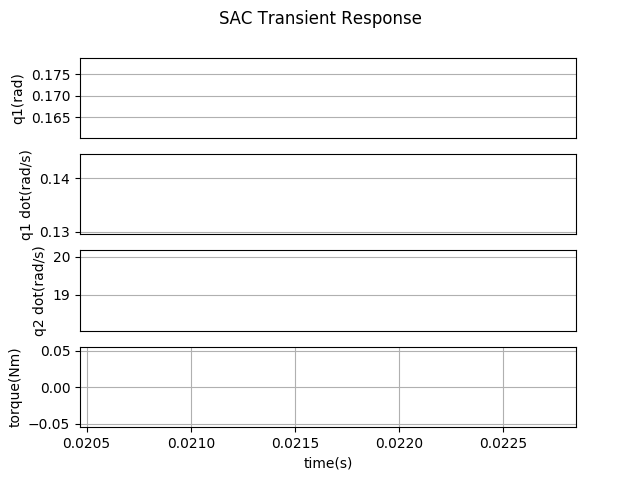 SAC Transient Response
0.175
0.170
0.165
q1(rad)
0.14
0.13
q1 dot(rad/s)
20
19
q2 dot(rad/s)
0.05
0.00
−0.05
torque(Nm)
0.0205 0.0210 0.0215 0.0220 0.0225
time(s)